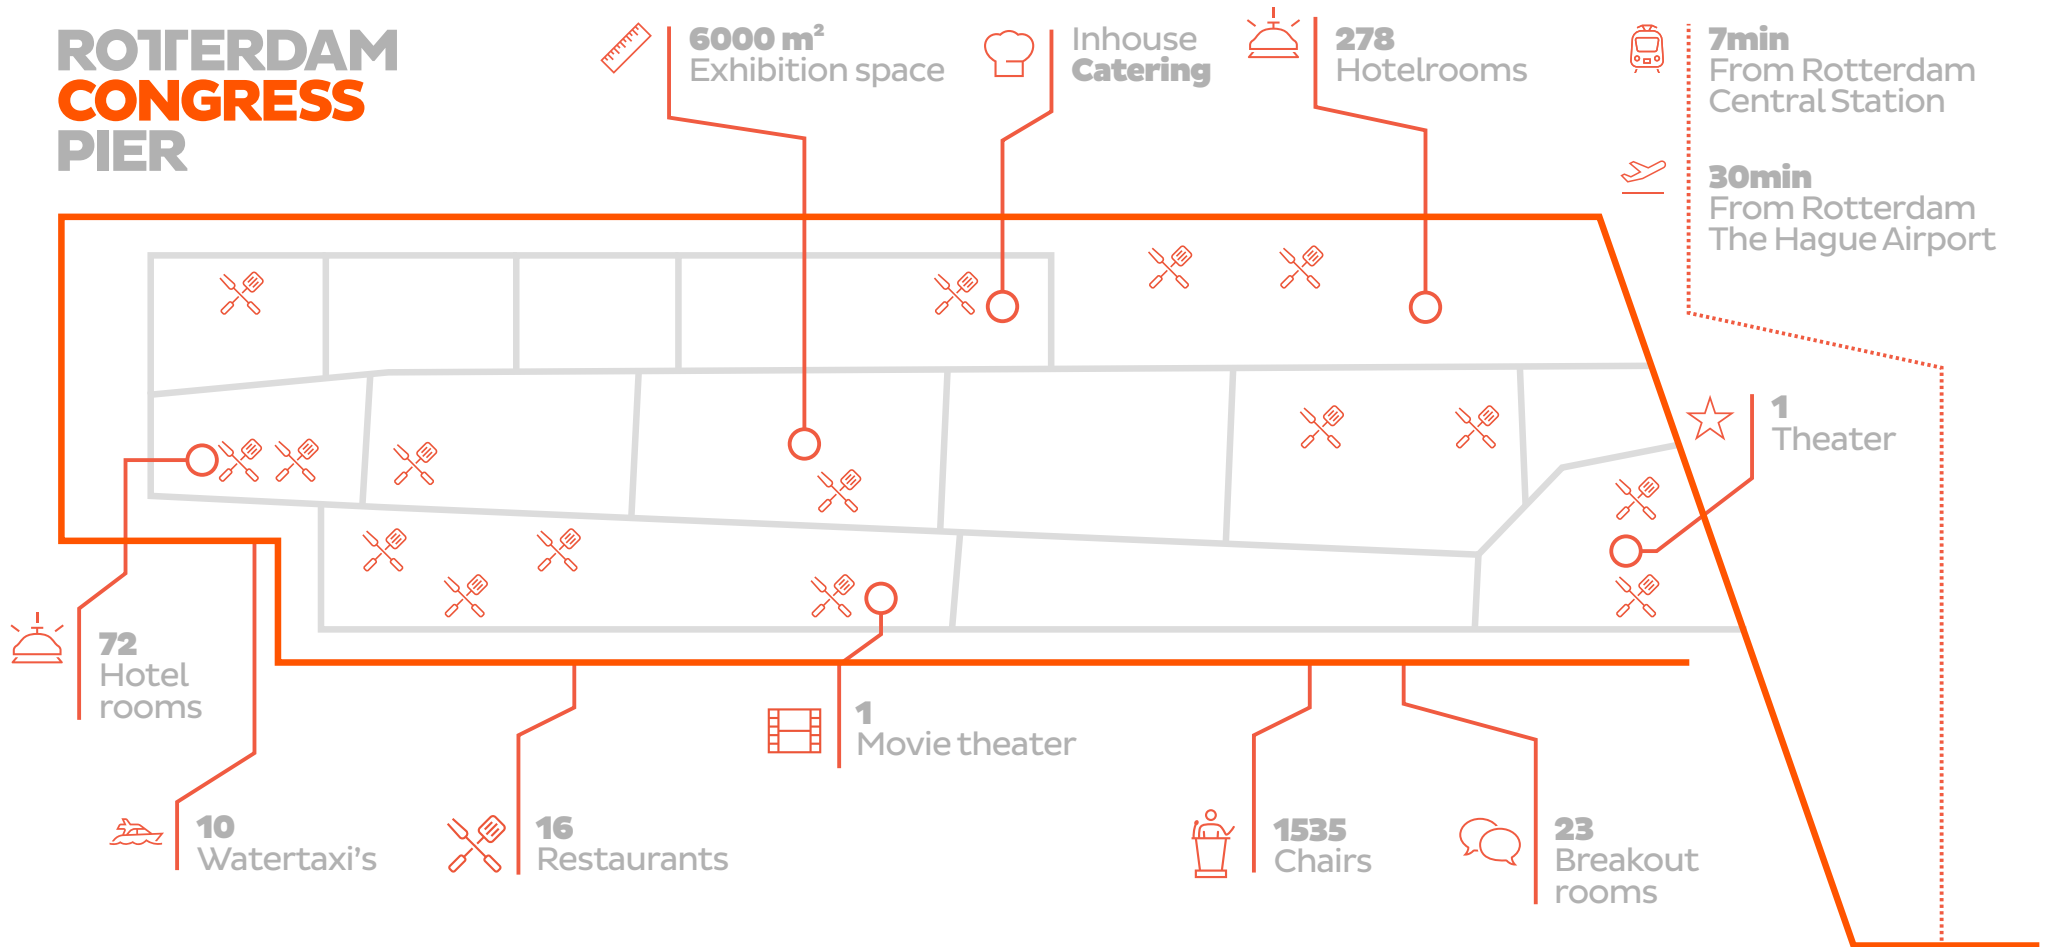 ROTTERDAM
CONGRESS
PIER
6000 m²
Exhibition space
Inhouse
Catering
278
Hotelrooms
7min
From Rotterdam
Central Station
30min
From Rotterdam
The Hague Airport
1
Theater
72
Hotel
rooms
10
Watertaxi's
16
Restaurants
1
Movie theater
1535
Chairs
23
Breakout
rooms